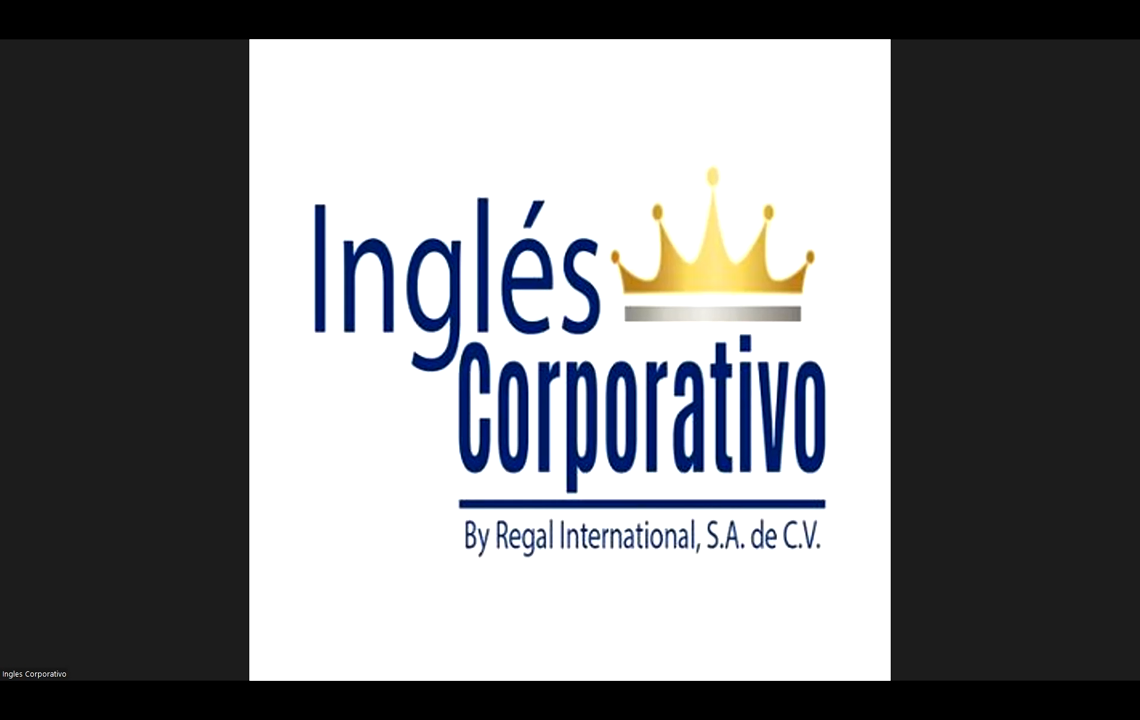 Inglés
Corporativo
By Regal International, S.A. de C.V.
Ingles Corporativo